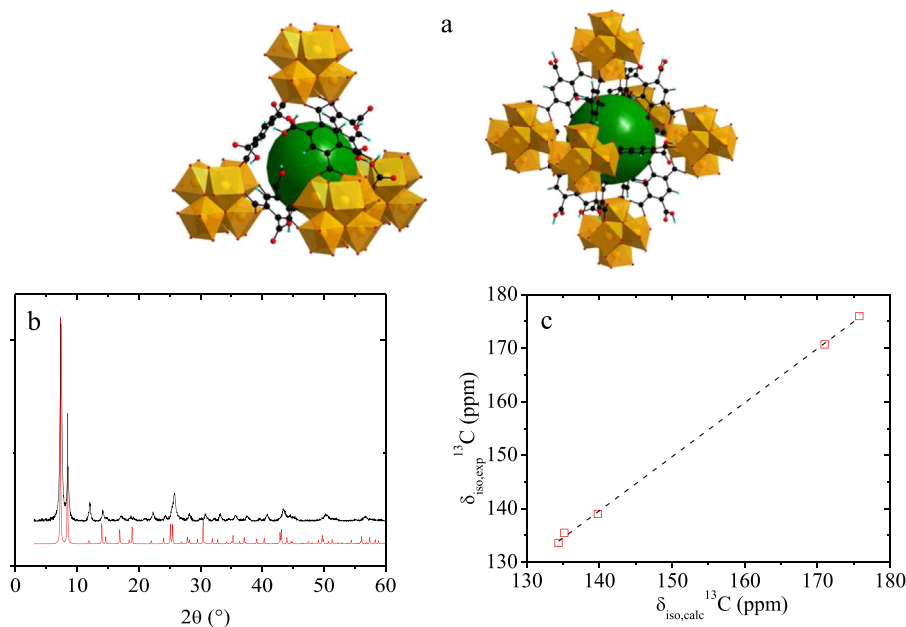 a
b
0 10 20 30 40 50 60
2θ (°)
c
180
170
160
150
140
130
δiso,exp ¹³C (ppm)
130 140 150 160 170 180
δiso,calc ¹³C (ppm)